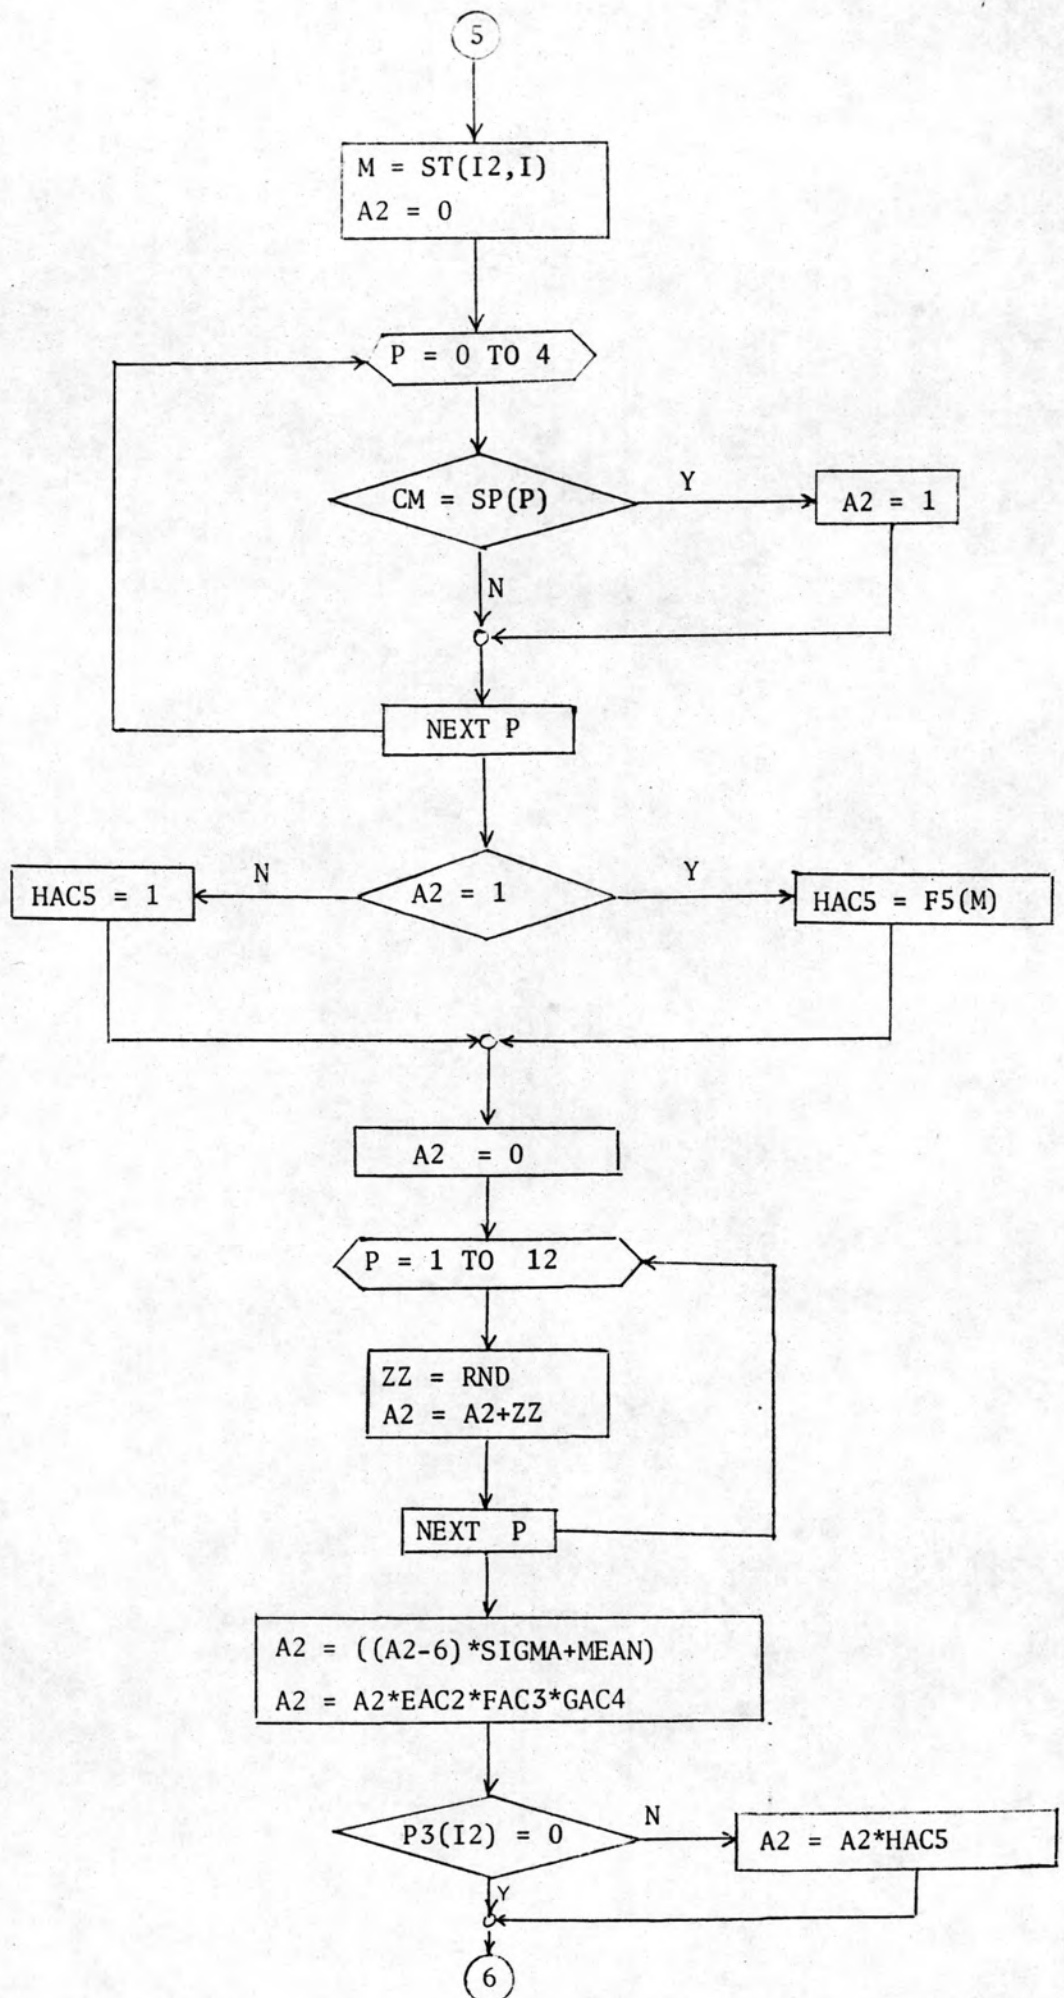 5
M = ST(I2,I)
A2 = 0
P = 0 TO 4
CM = SP(P)
Y
A2 = 1
N
NEXT P
HAC5 = 1
N
A2 = 1
Y
HAC5 = F5(M)
A2 = 0
P = 1 TO 12
ZZ = RND
A2 = A2+ZZ
NEXT P
A2 = ((A2-6)*SIGMA+MEAN)
A2 = A2*EAC2*FAC3*GAC4
P3(I2) = 0
N
A2 = A2*HAC5
Y
6